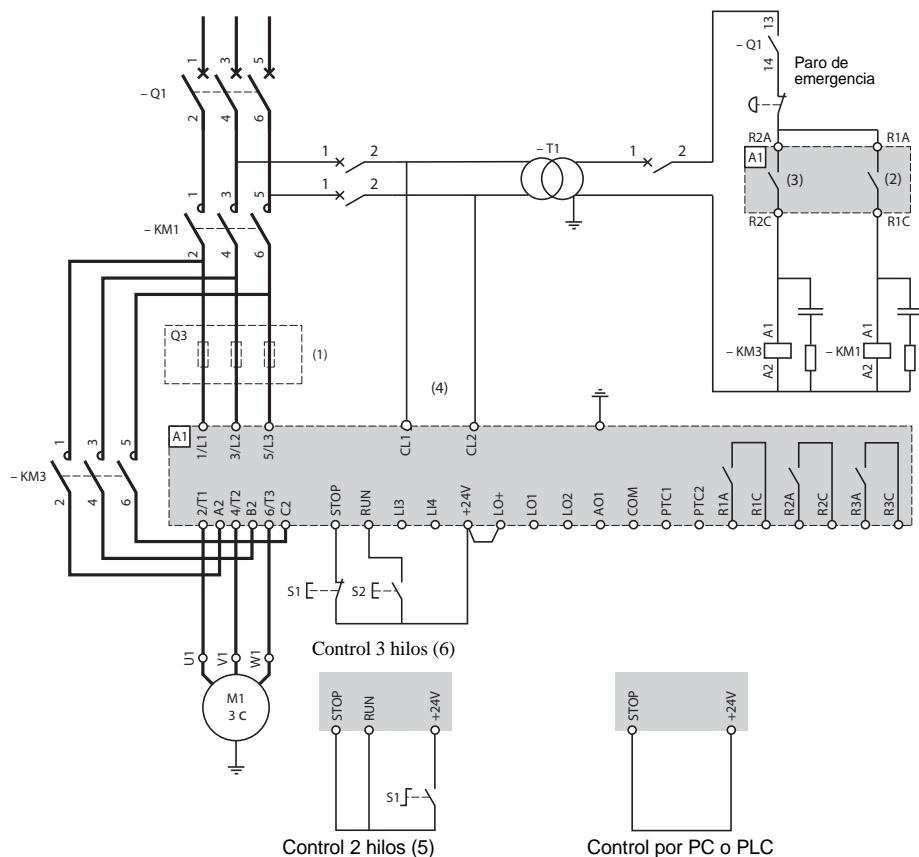 1 3 5
– Q1
2 4 6
13
– Q1
14
Paro de
emergencia
1 2
– T1
1 2
1 2
R2A R1A
A1
(3) (2)
R2C R1C
1 3 5
– KM1
2 4 6
Q3
(1)
A1 A1
– KM3 – KM1
A2 A2
(4)
A1
1/L1 3/L2 5/L3 CL1 CL2
1 3 5
– KM3
2 4 6
2/T1 A2 4/T2 B2 6/T3 C2 STOP RUN LI3 LI4 +24V LO+ LO1 LO2 AO1 COM PTC1 PTC2 R1A R1C R2A R2C R3A R3C
S1 S2
Control 3 hilos (6)
U1 V1 W1
M1
3 c
STOP RUN +24V
S1
Control 2 hilos (5)
STOP +24V
Control por PC o PLC